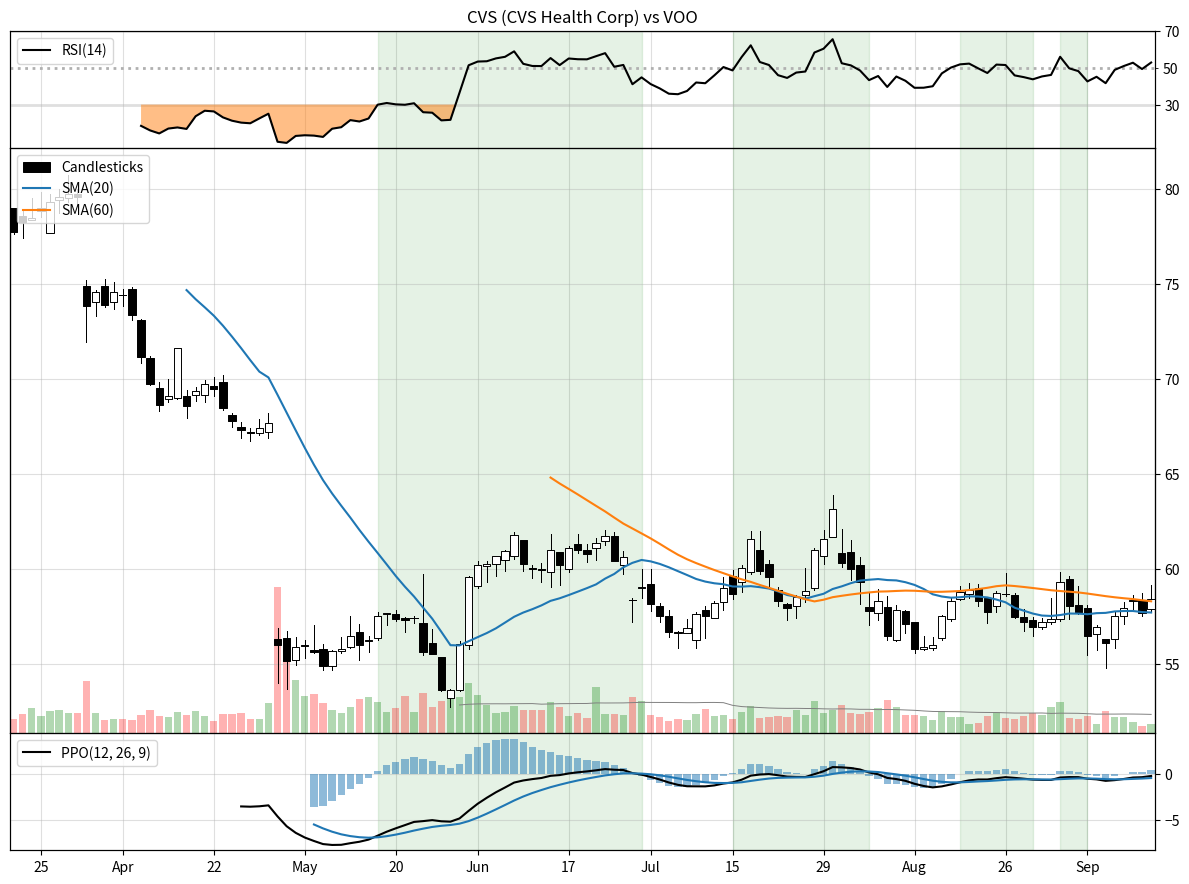 CVS (CVS Health Corp) vs VOO
RSI(14)
70
50
30
Candlesticks
SMA(20)
SMA(60)
80
75
70
65
60
55
PPO(12, 26, 9)
0
−5
25 Apr 22 May 20 Jun 17 Jul 15 29 Aug 26 Sep